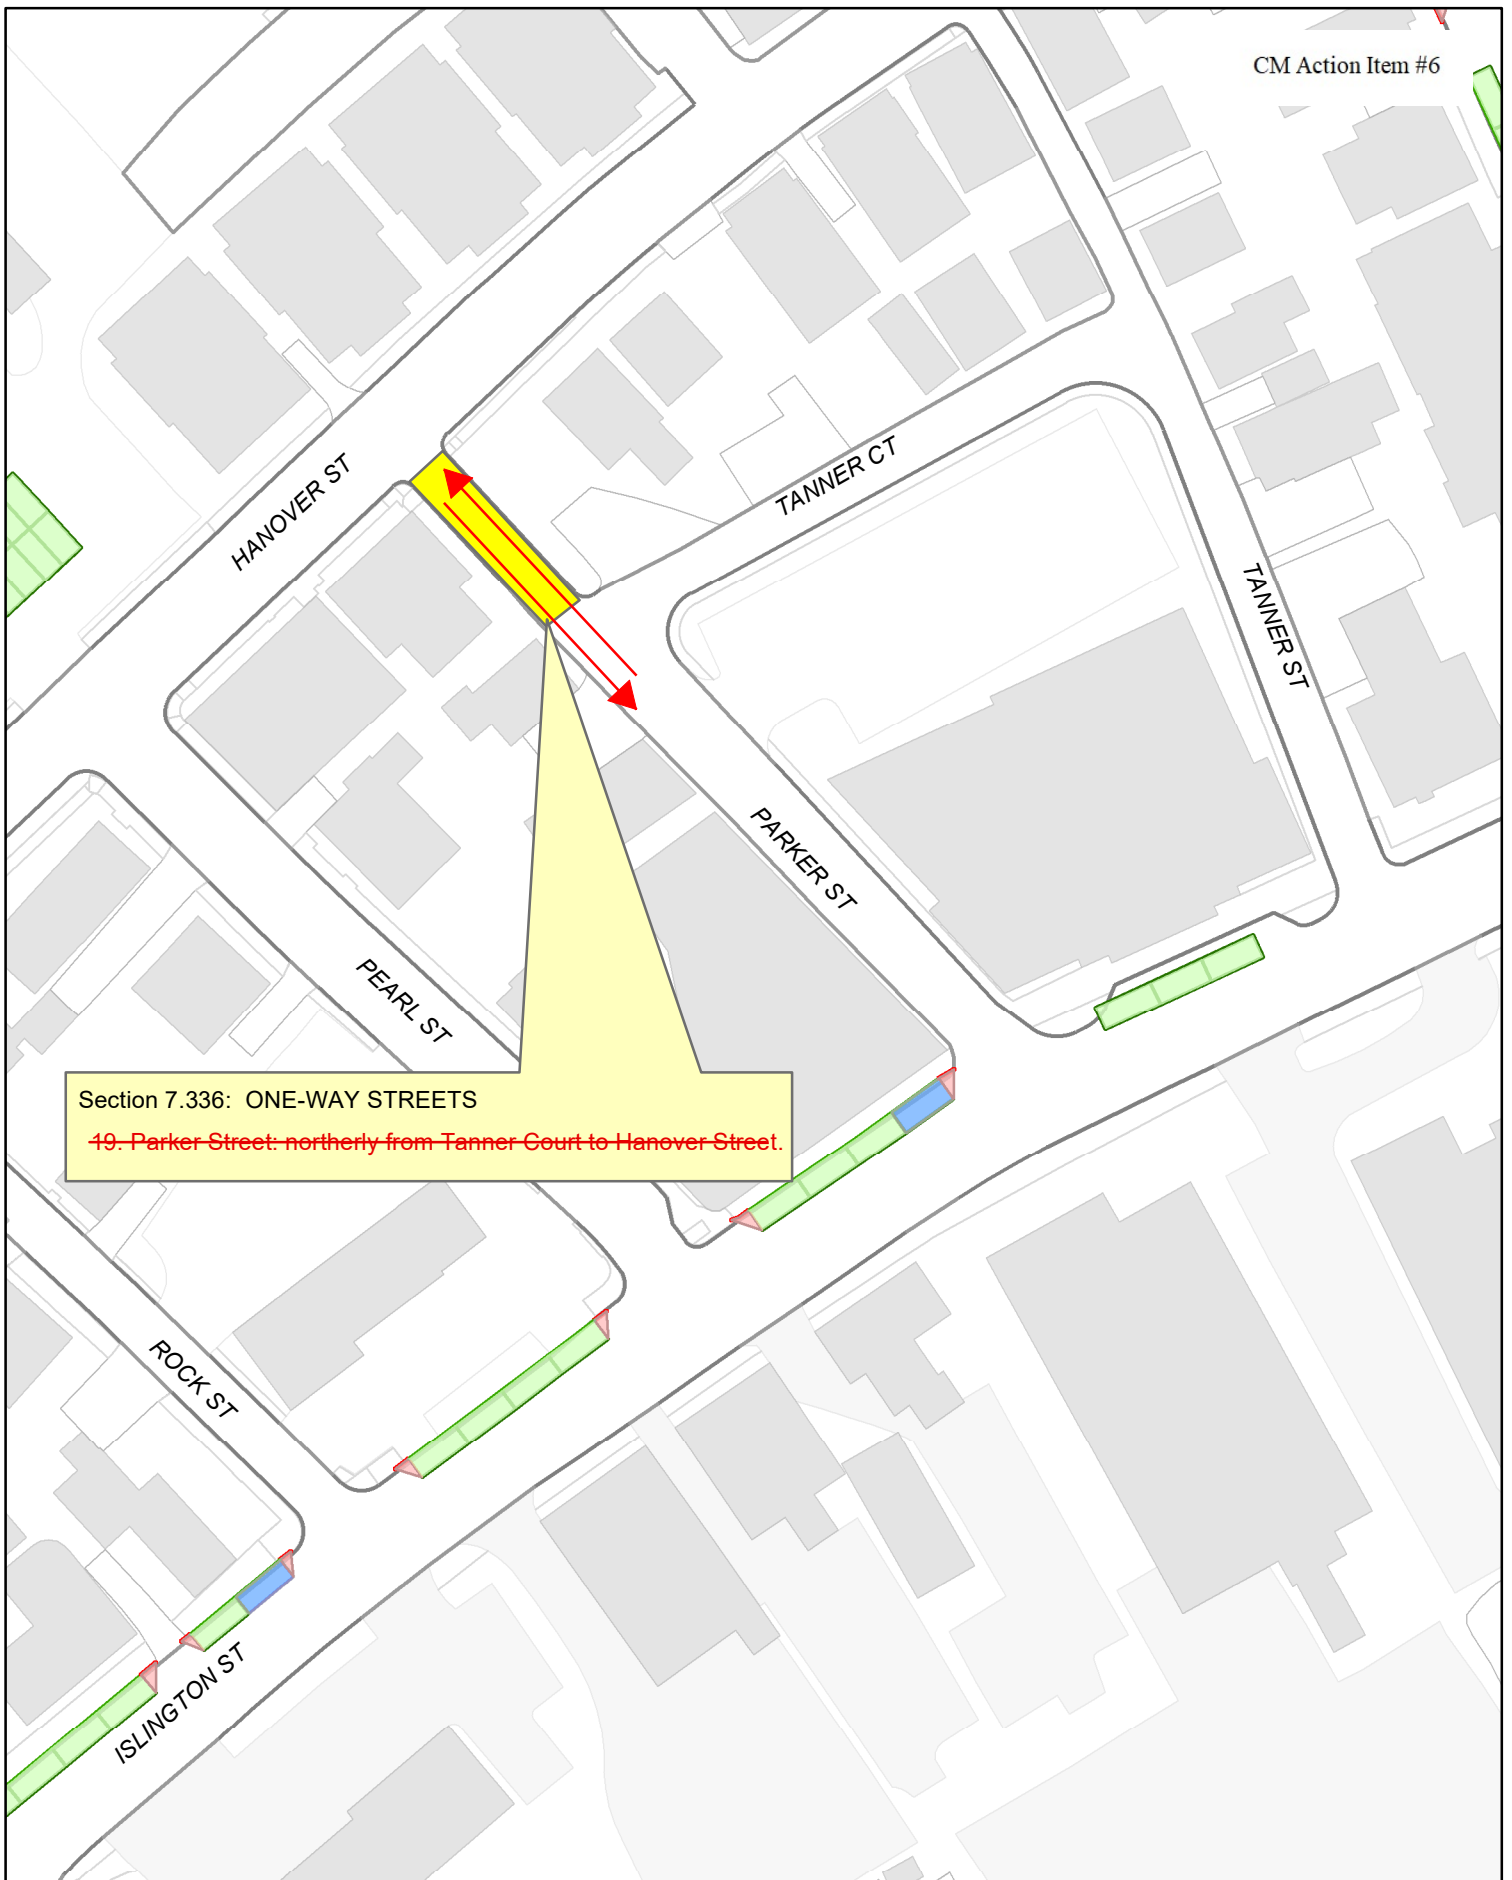 CM Action Item #6
HANOVER ST
TANNER CT
TANNER ST
PARKER ST
PEARL ST
Section 7.336: ONE-WAY STREETS
19. Parker Street: northerly from Tanner Court to Hanover Street.
ROCK ST
ISLINGTON ST